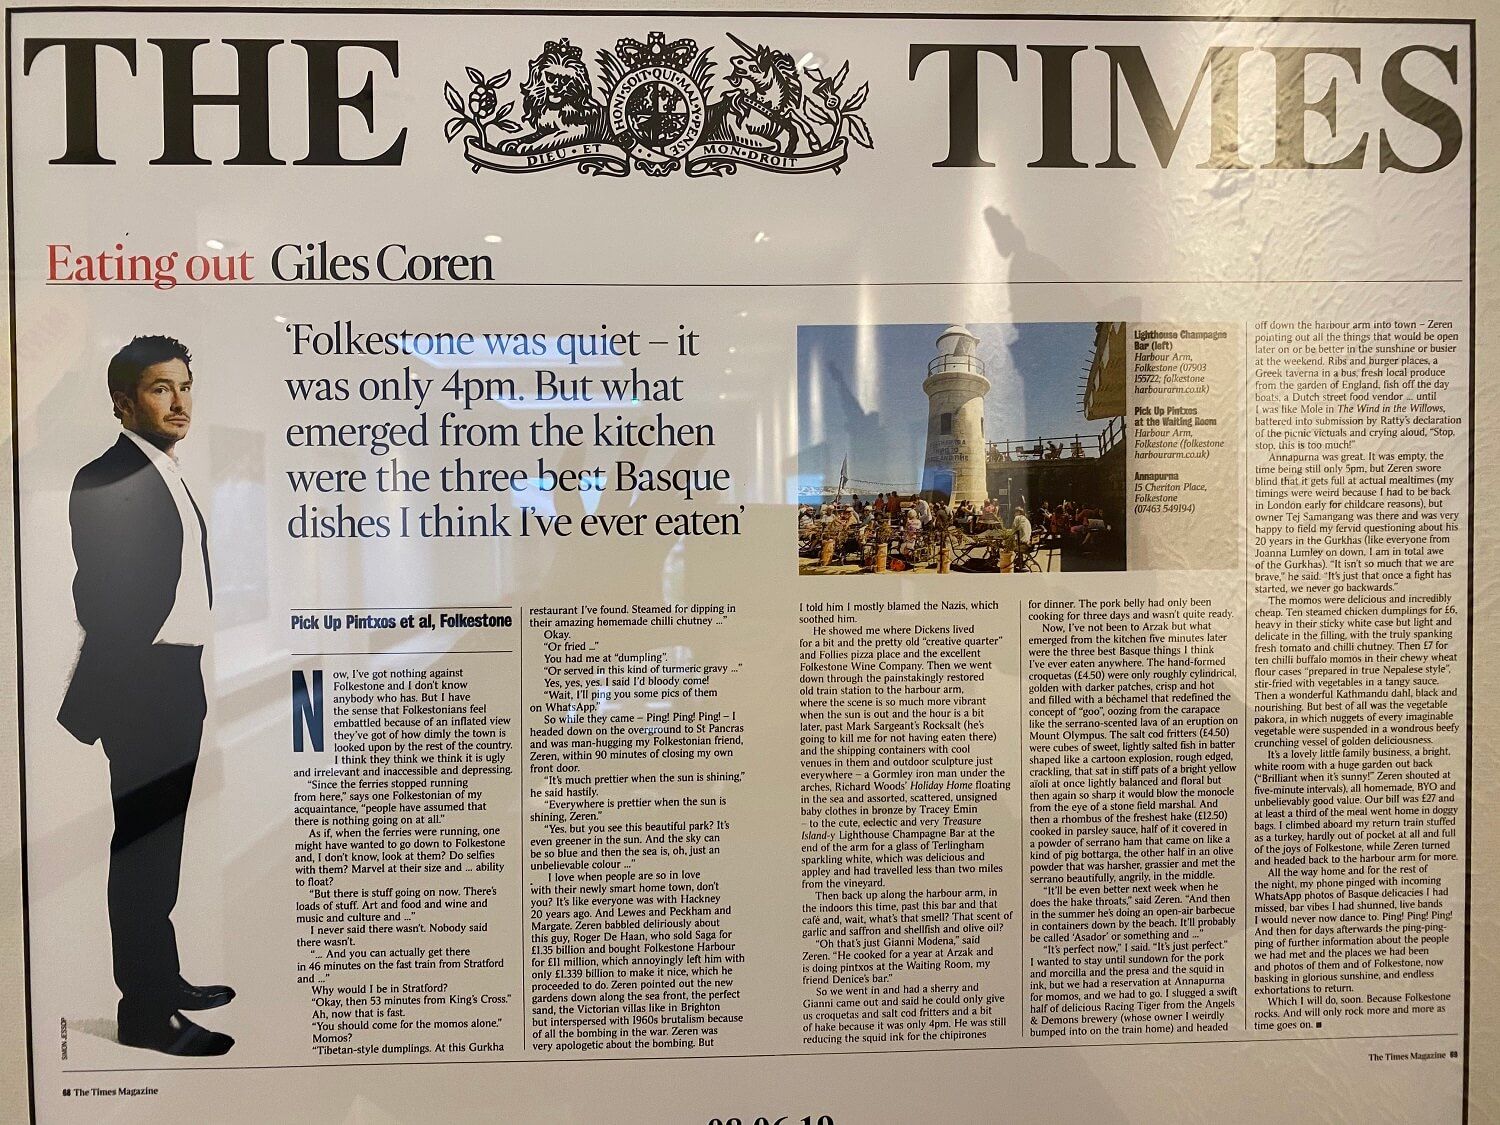 THE TIMES
HONI·SOIT·QUI·MAL·Y·PENSE
DIEU·ET MON·DROIT
Eating out Giles Coren
‘Folkestone was quiet – it
was only 4pm. But what
emerged from the kitchen
were the three best Basque
dishes I think I’ve ever eaten’
Pick Up Pintxos et al, Folkestone
Now, I’ve got nothing against
Folkestone and I don’t know
anybody who has. But I have
the sense that Folkestonians feel
embattled because of an inflated view
they’ve got of how dimly the town is
looked upon by the rest of the country.
I think they think we think it is ugly
and irrelevant and inaccessible and depressing.
“Since the ferries stopped running
from here,” says one Folkestonian of my
acquaintance, “people have assumed that
there is nothing going on at all.”
As if, when the ferries were running, one
might have wanted to go down to Folkestone
and, I don’t know, look at them? Do selfies
with them? Marvel at their size and ... ability
to float?
“But there is stuff going on now. There’s
loads of stuff. Art and food and wine and
music and culture and ...”
I never said there wasn’t. Nobody said
there wasn’t.
“... And you can actually get there
in 46 minutes on the fast train from Stratford
and ...”
Why would I be in Stratford?
“Okay, then 53 minutes from King’s Cross.”
Ah, now that is fast.
“You should come for the momos alone.”
Momos?
“Tibetan-style dumplings. At this Gurkha
restaurant I’ve found. Steamed for dipping in
their amazing homemade chilli chutney ...”
Okay.
“Or fried ...”
You had me at “dumpling”.
“Or served in this kind of turmeric gravy ...”
Yes, yes, yes. I said I’d bloody come!
“Wait, I’ll ping you some pics of them
on WhatsApp.”
So while they came – Ping! Ping! Ping! – I
headed down on the overground to St Pancras
and was man-hugging my Folkestonian friend,
Zeren, within 90 minutes of closing my own
front door.
“It’s much prettier when the sun is shining,”
he said hastily.
“Everywhere is prettier when the sun is
shining, Zeren.”
“Yes, but you see this beautiful park? It’s
even greener in the sun. And the sky can
be so blue and then the sea is, oh, just an
unbelievable colour ...”
I love when people are so in love
with their newly smart home town, don’t
you? It’s like everyone was with Hackney
20 years ago. And Lewes and Peckham and
Margate. Zeren babbled deliriously about
this guy, Roger De Haan, who sold Saga for
£1.35 billion and bought Folkestone Harbour
for £11 million, which annoyingly left him with
only £1.339 billion to make it nice, which he
proceeded to do. Zeren pointed out the new
gardens down along the sea front, the perfect
sand, the Victorian villas like in Brighton
but interspersed with 1960s brutalism because
of all the bombing in the war. Zeren was
very apologetic about the bombing. But
I told him I mostly blamed the Nazis, which
soothed him.
He showed me where Dickens lived
for a bit and the pretty old “creative quarter”
and Follies pizza place and the excellent
Folkestone Wine Company. Then we went
down through the painstakingly restored
old train station to the harbour arm,
where the scene is so much more vibrant
when the sun is out and the hour is a bit
later, past Mark Sargeant’s Rocksalt (he’s
going to kill me for not having eaten there)
and the shipping containers with cool
venues in them and outdoor sculpture just
everywhere – a Gormley iron man under the
arches, Richard Woods’ Holiday Home floating
in the sea and assorted, scattered, unsigned
baby clothes in bronze by Tracey Emin
– to the cute, eclectic and very Treasure
Island-y Lighthouse Champagne Bar at the
end of the arm for a glass of Terlingham
sparkling white, which was delicious and
appley and had travelled less than two miles
from the vineyard.
Then back up along the harbour arm, in
the indoors this time, past this bar and that
café and, wait, what’s that smell? That scent of
garlic and saffron and shellfish and olive oil?
“Oh that’s just Gianni Modena,” said
Zeren. “He cooked for a year at Arzak and
is doing pintxos at the Waiting Room, my
friend Denice’s bar.”
So we went in and had a sherry and
Gianni came out and said he could only give
us croquetas and salt cod fritters and a bit
of hake because it was only 4pm. He was still
reducing the squid ink for the chipirones
for dinner. The pork belly had only been
cooking for three days and wasn’t quite ready.
Now, I’ve not been to Arzak but what
emerged from the kitchen five minutes later
were the three best Basque things I think
I’ve ever eaten anywhere. The hand-formed
croquetas (£4.50) were only roughly cylindrical,
golden with darker patches, crisp and hot
and filled with a béchamel that redefined the
concept of “goo”, oozing from the carapace
like the serrano-scented lava of an eruption on
Mount Olympus. The salt cod fritters (£4.50)
were cubes of sweet, lightly salted fish in batter
shaped like a cartoon explosion, rough edged,
crackling, that sat in stiff pats of a bright yellow
aïoli at once lightly balanced and floral but
then again so sharp it would blow the monocle
from the eye of a stone field marshal. And
then a rhombus of the freshest hake (£12.50)
cooked in parsley sauce, half of it covered in
a powder of serrano ham that came on like a
kind of pig bottarga, the other half in an olive
powder that was harsher, grassier and met the
serrano beautifully, angrily, in the middle.
“It’ll be even better next week when he
does the hake throats,” said Zeren. “And then
in the summer he’s doing an open-air barbecue
in containers down by the beach. It’ll probably
be called ‘Asador’ or something and ...”
“It’s perfect now,” I said. “It’s just perfect.”
I wanted to stay until sundown for the pork
and morcilla and the presa and the squid in
ink, but we had a reservation at Annapurna
for momos, and we had to go. I slugged a swift
half of delicious Racing Tiger from the Angels
& Demons brewery (whose owner I weirdly
bumped into on the train home) and headed
Lighthouse Champagne
Bar (left)
Harbour Arm,
Folkestone (07903
155722; folkestone
harbourarm.co.uk)
Pick Up Pintxos
at the Waiting Room
Harbour Arm,
Folkestone (folkestone
harbourarm.co.uk)
Annapurna
15 Cheriton Place,
Folkestone
(07463 549194)
off down the harbour arm into town – Zeren
pointing out all the things that would be open
later on or be better in the sunshine or busier
at the weekend. Ribs and burger places, a
Greek taverna in a bus, fresh local produce
from the garden of England, fish off the day
boats, a Dutch street food vendor ... until
I was like Mole in The Wind in the Willows,
battered into submission by Ratty’s declaration
of the picnic victuals and crying aloud, “Stop,
stop, this is too much!”
Annapurna was great. It was empty, the
time being still only 5pm, but Zeren swore
blind that it gets full at actual mealtimes (my
timings were weird because I had to be back
in London early for childcare reasons), but
owner Tej Samangang was there and was very
happy to field my fervid questioning about his
20 years in the Gurkhas (like everyone from
Joanna Lumley on down, I am in total awe
of the Gurkhas). “It isn’t so much that we are
brave,” he said. “It’s just that once a fight has
started, we never go backwards.”
The momos were delicious and incredibly
cheap. Ten steamed chicken dumplings for £6,
heavy in their sticky white case but light and
delicate in the filling, with the truly spanking
fresh tomato and chilli chutney. Then £7 for
ten chilli buffalo momos in their chewy wheat
flour cases “prepared in true Nepalese style”,
stir-fried with vegetables in a tangy sauce.
Then a wonderful Kathmandu dahl, black and
nourishing. But best of all was the vegetable
pakora, in which nuggets of every imaginable
vegetable were suspended in a wondrous beefy
crunching vessel of golden deliciousness.
It’s a lovely little family business, a bright,
white room with a huge garden out back
(“Brilliant when it’s sunny!” Zeren shouted at
five-minute intervals), all homemade, BYO and
unbelievably good value. Our bill was £27 and
at least a third of the meal went home in doggy
bags. I climbed aboard my return train stuffed
as a turkey, hardly out of pocket at all and full
of the joys of Folkestone, while Zeren turned
and headed back to the harbour arm for more.
All the way home and for the rest of
the night, my phone pinged with incoming
WhatsApp photos of Basque delicacies I had
missed, bar vibes I had shunned, live bands
I would never now dance to. Ping! Ping! Ping!
And then for days afterwards the ping-ping-
ping of further information about the people
we had met and the places we had been
and photos of them and of Folkestone, now
basking in glorious sunshine, and endless
exhortations to return.
Which I will do, soon. Because Folkestone
rocks. And will only rock more and more as
time goes on. ■
SIMON JESSOP
68 The Times Magazine
The Times Magazine 69
08.06.19